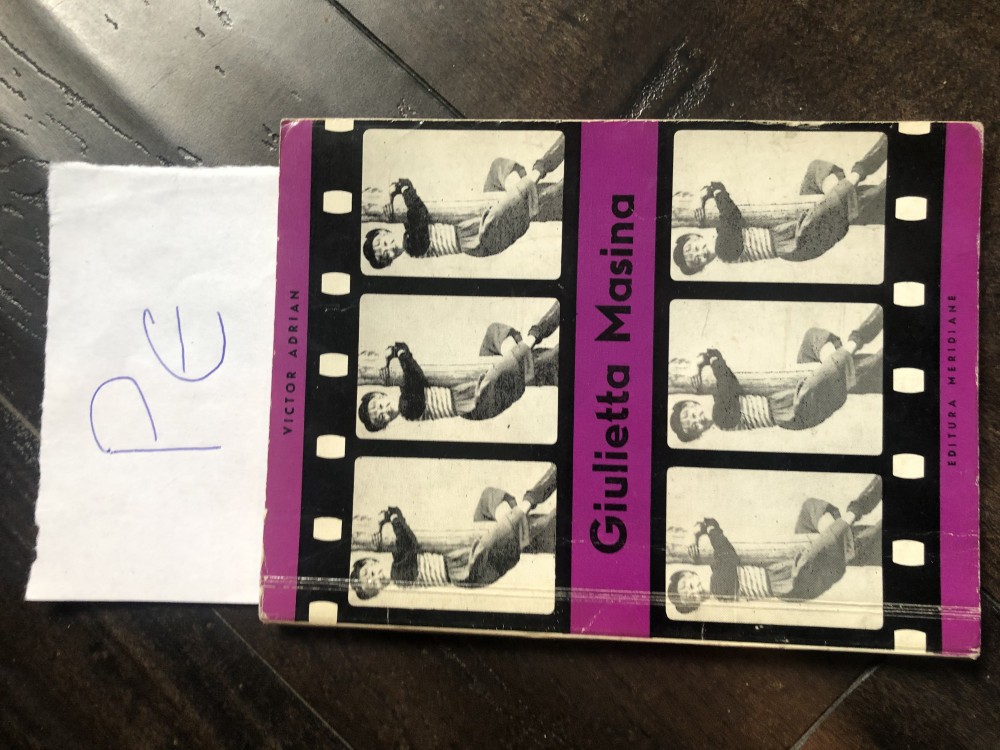 PE
VICTOR ADRIAN
Giulietta Masina
EDITURA MERIDIANE